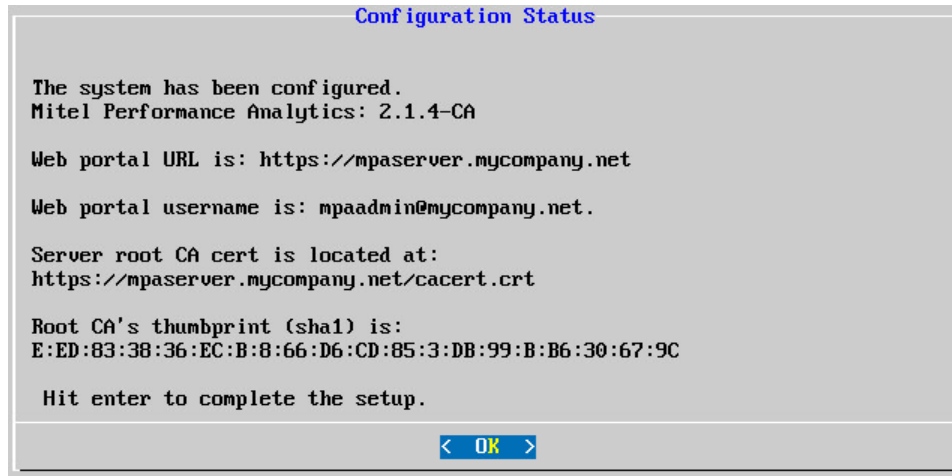 Configuration Status
The system has been configured.
Mitel Performance Analytics: 2.1.4-CA
Web portal URL is: https://mpaserver.mycompany.net
Web portal username is: mpaadmin@mycompany.net.
Server root CA cert is located at:
https://mpaserver.mycompany.net/cacert.crt
Root CA's thumbprint (sha1) is:
E:ED:83:38:36:EC:B:8:66:D6:CD:85:3:DB:99:B:B6:30:67:9C
Hit enter to complete the setup.
< OK >